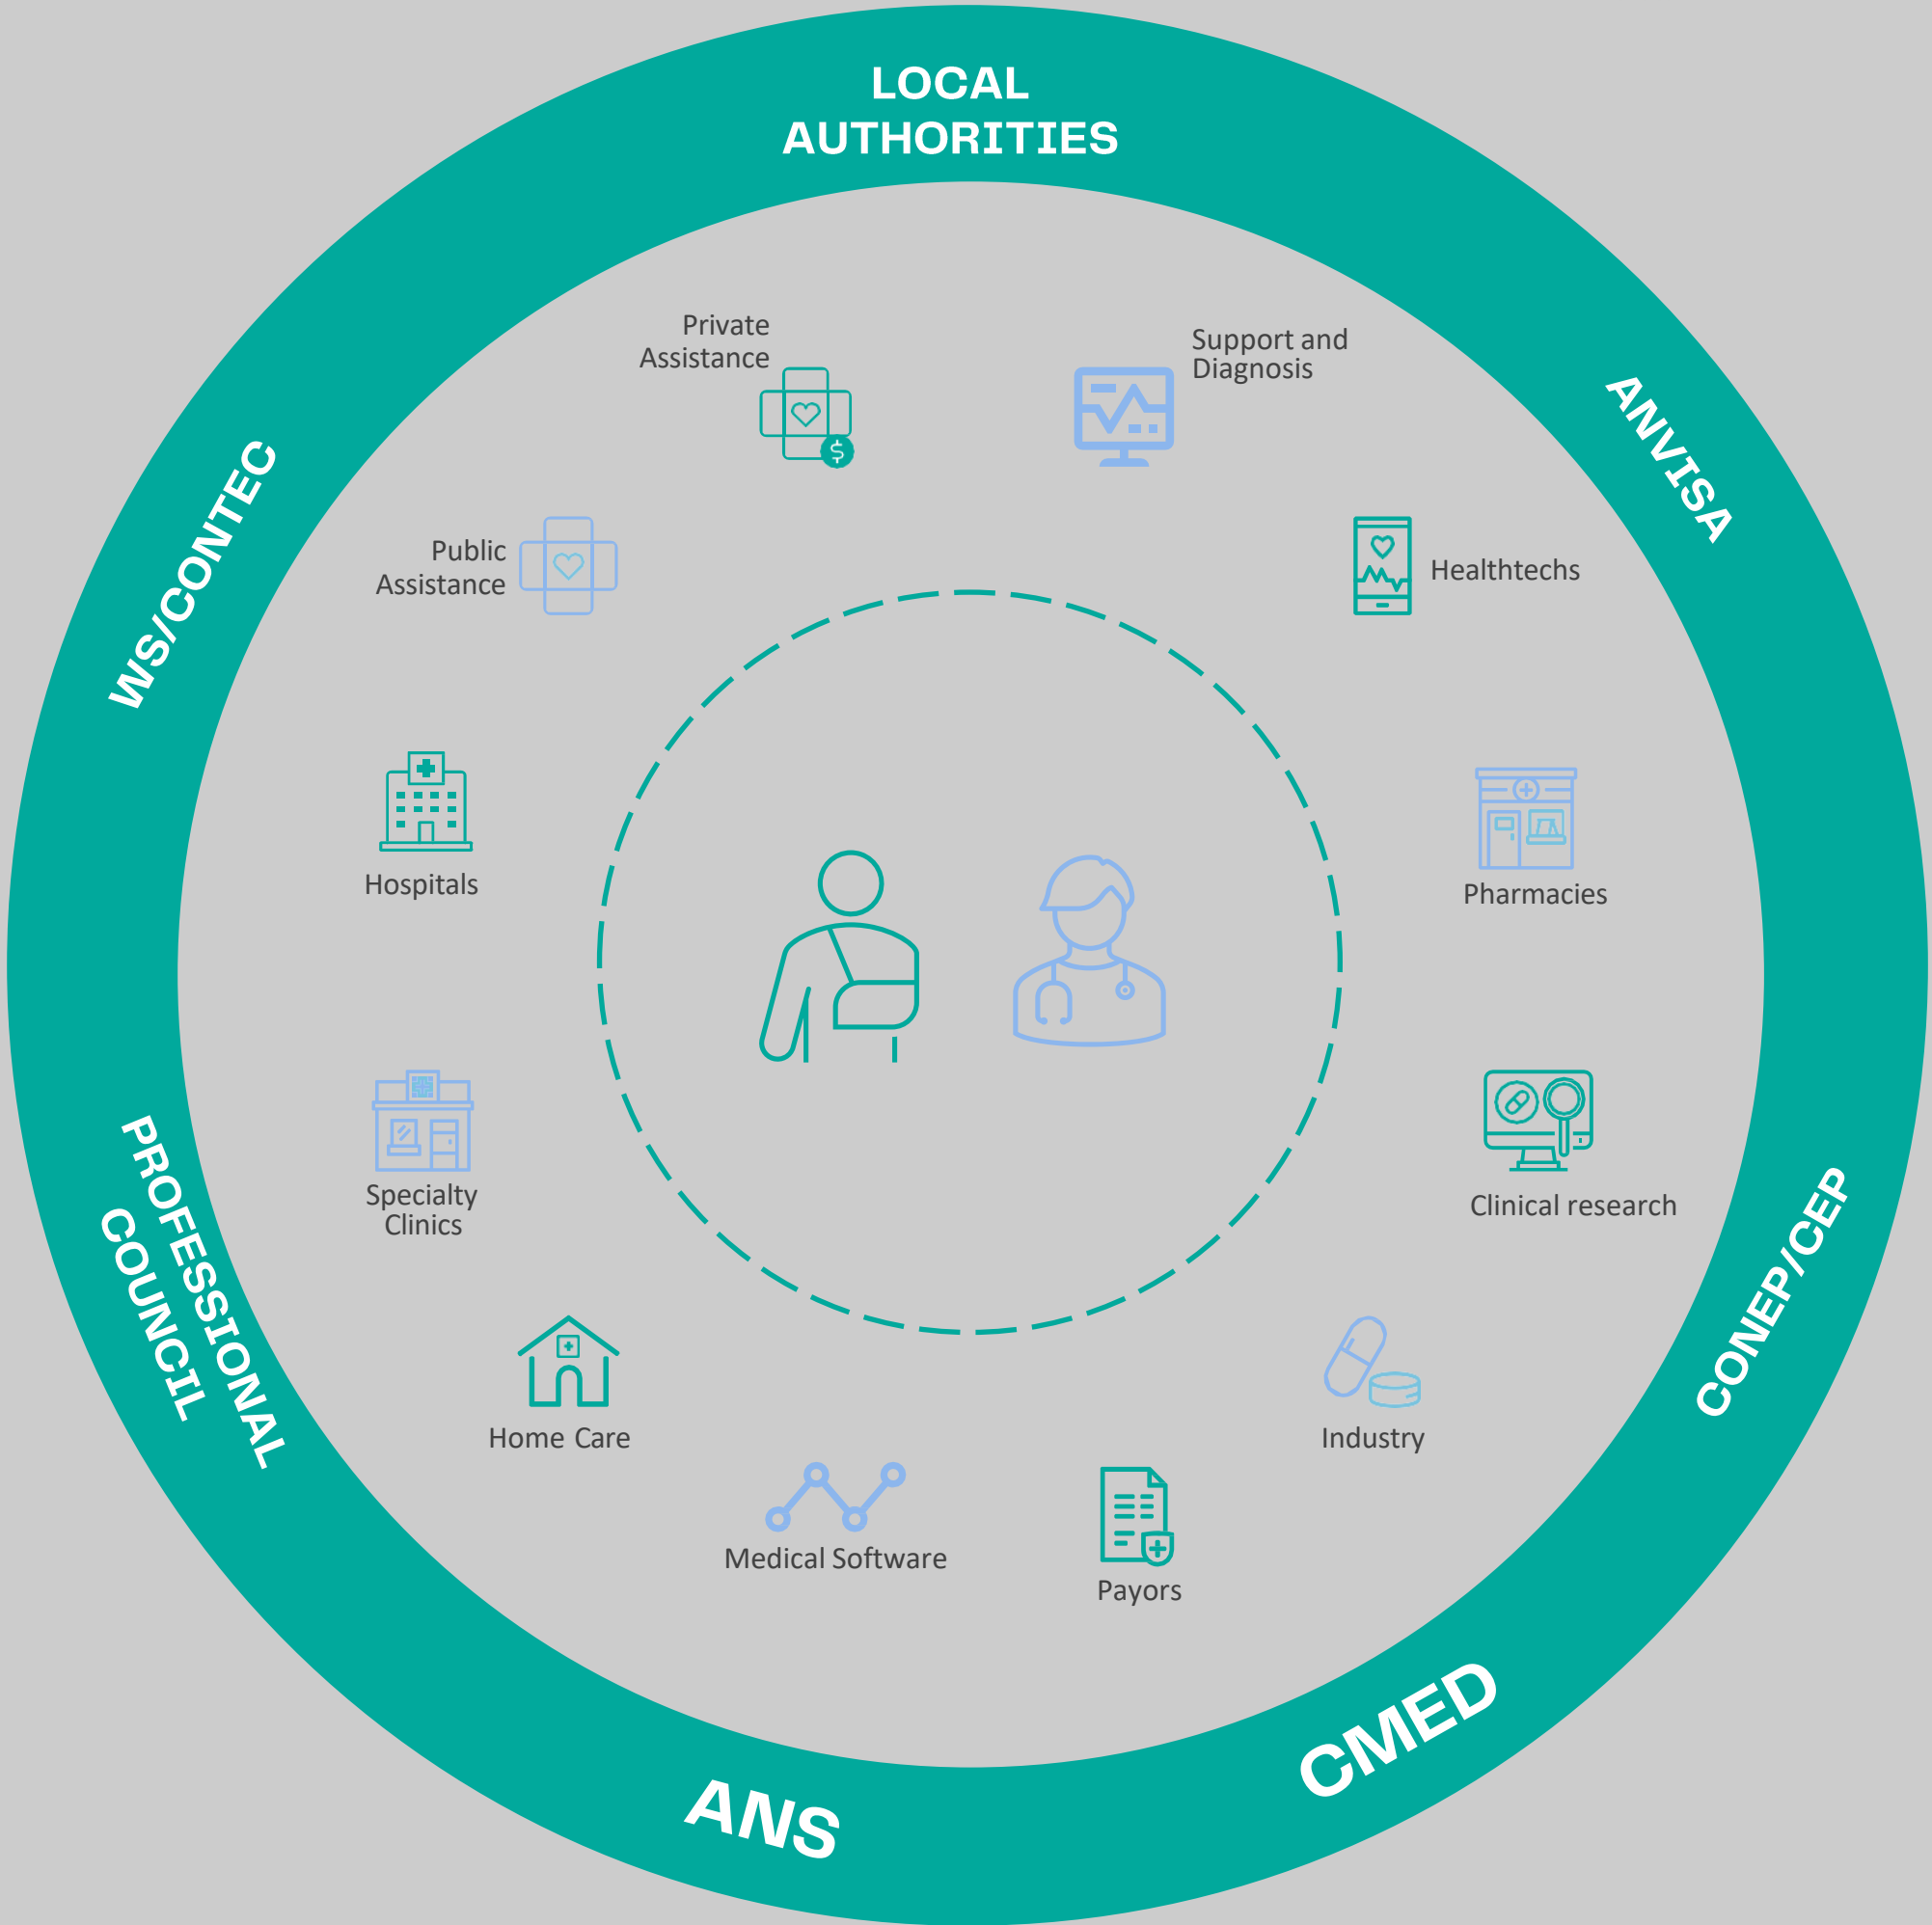 LOCAL
AUTHORITIES
ANVISA
CONEP/CEP
CMED
ANS
PROFESSIONAL
COUNCIL
WS/CONTEC
Private
Assistance
Support and
Diagnosis
Healthtechs
Pharmacies
Clinical research
Industry
Payors
Medical Software
Home Care
Specialty
Clinics
Hospitals
Public
Assistance
$